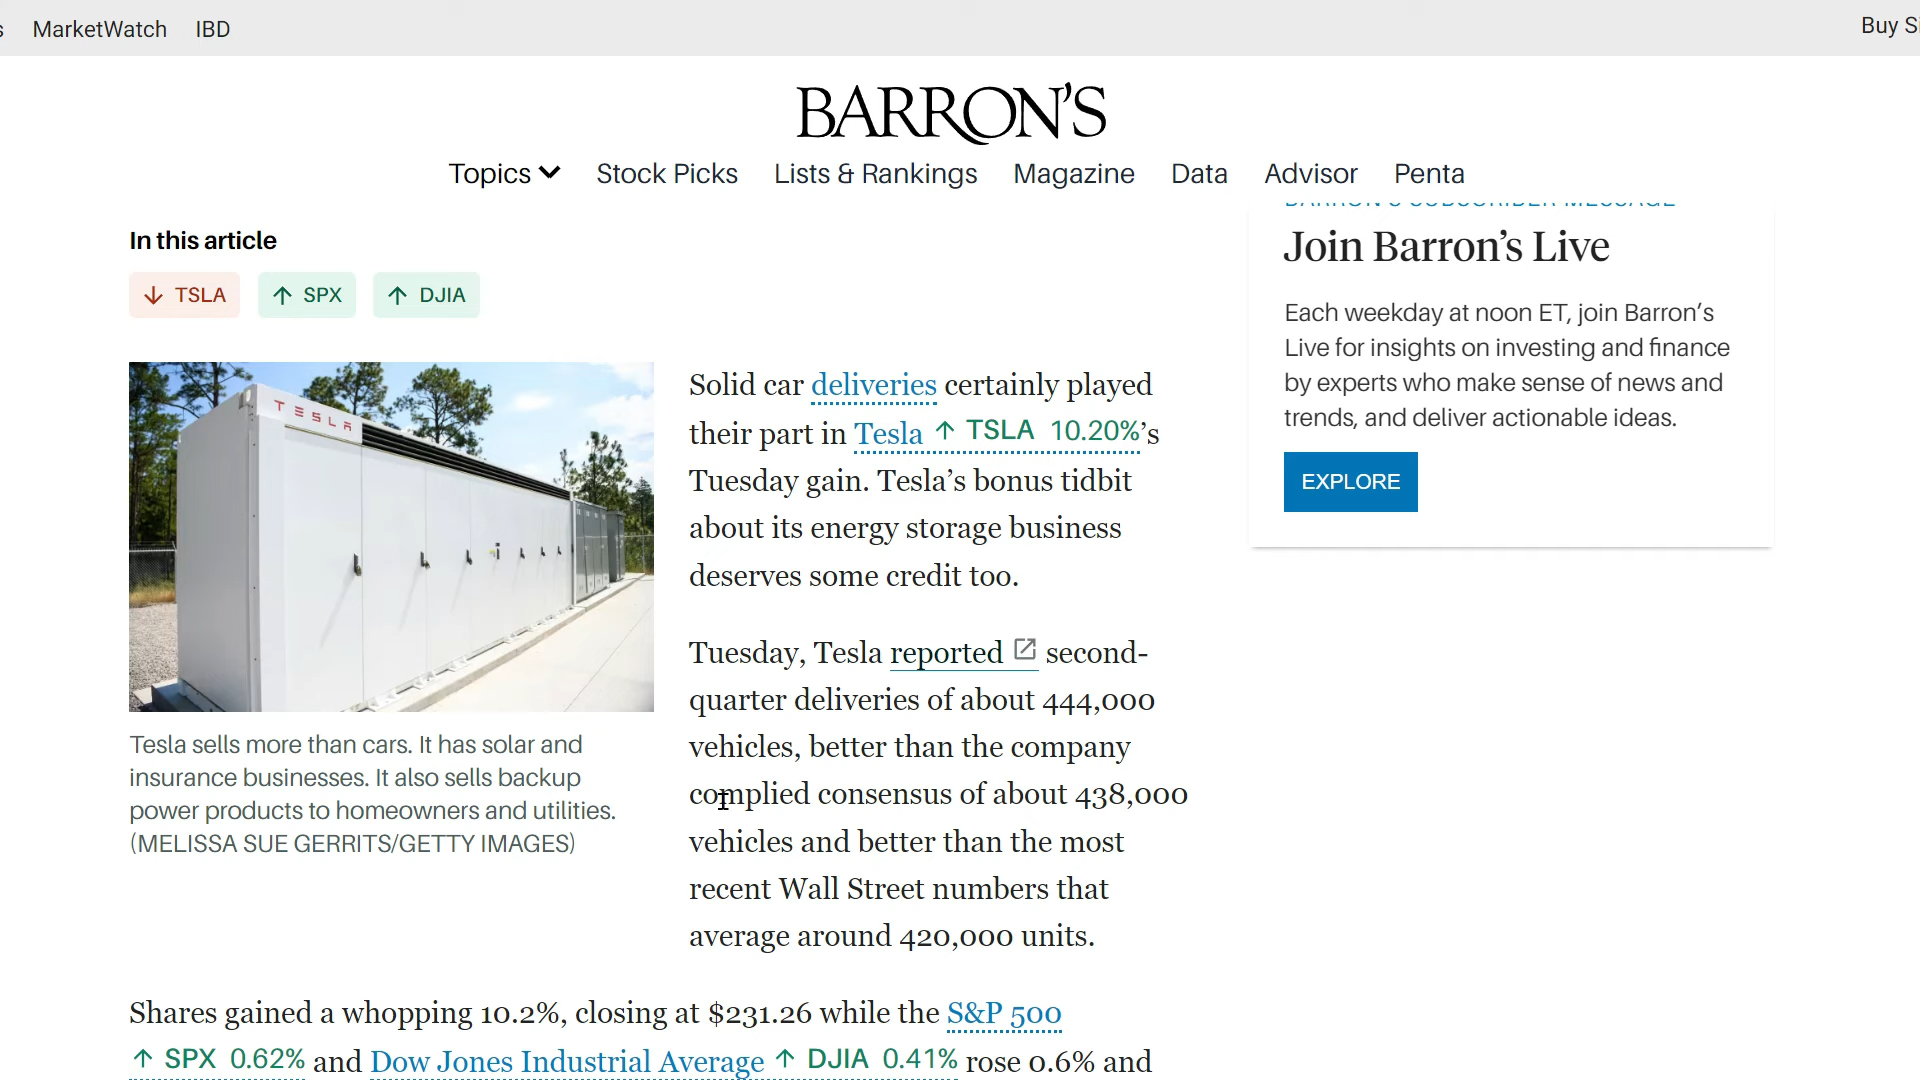 MarketWatch IBD
Buy
BARRON'S
Topics Stock Picks Lists & Rankings Magazine Data Advisor Penta
In this article
↓ TSLA ↑ SPX ↑ DJIA
TESLA
Tesla sells more than cars. It has solar and
insurance businesses. It also sells backup
power products to homeowners and utilities.
(MELISSA SUE GERRITS/GETTY IMAGES)
Solid car deliveries certainly played
their part in Tesla ↑ TSLA 10.20%’s
Tuesday gain. Tesla’s bonus tidbit
about its energy storage business
deserves some credit too.
Tuesday, Tesla reported second-
quarter deliveries of about 444,000
vehicles, better than the company
complied consensus of about 438,000
vehicles and better than the most
recent Wall Street numbers that
average around 420,000 units.
Shares gained a whopping 10.2%, closing at $231.26 while the S&P 500
↑ SPX 0.62% and Dow Jones Industrial Average ↑ DJIA 0.41% rose 0.6% and
Join Barron’s Live
Each weekday at noon ET, join Barron’s
Live for insights on investing and finance
by experts who make sense of news and
trends, and deliver actionable ideas.
EXPLORE